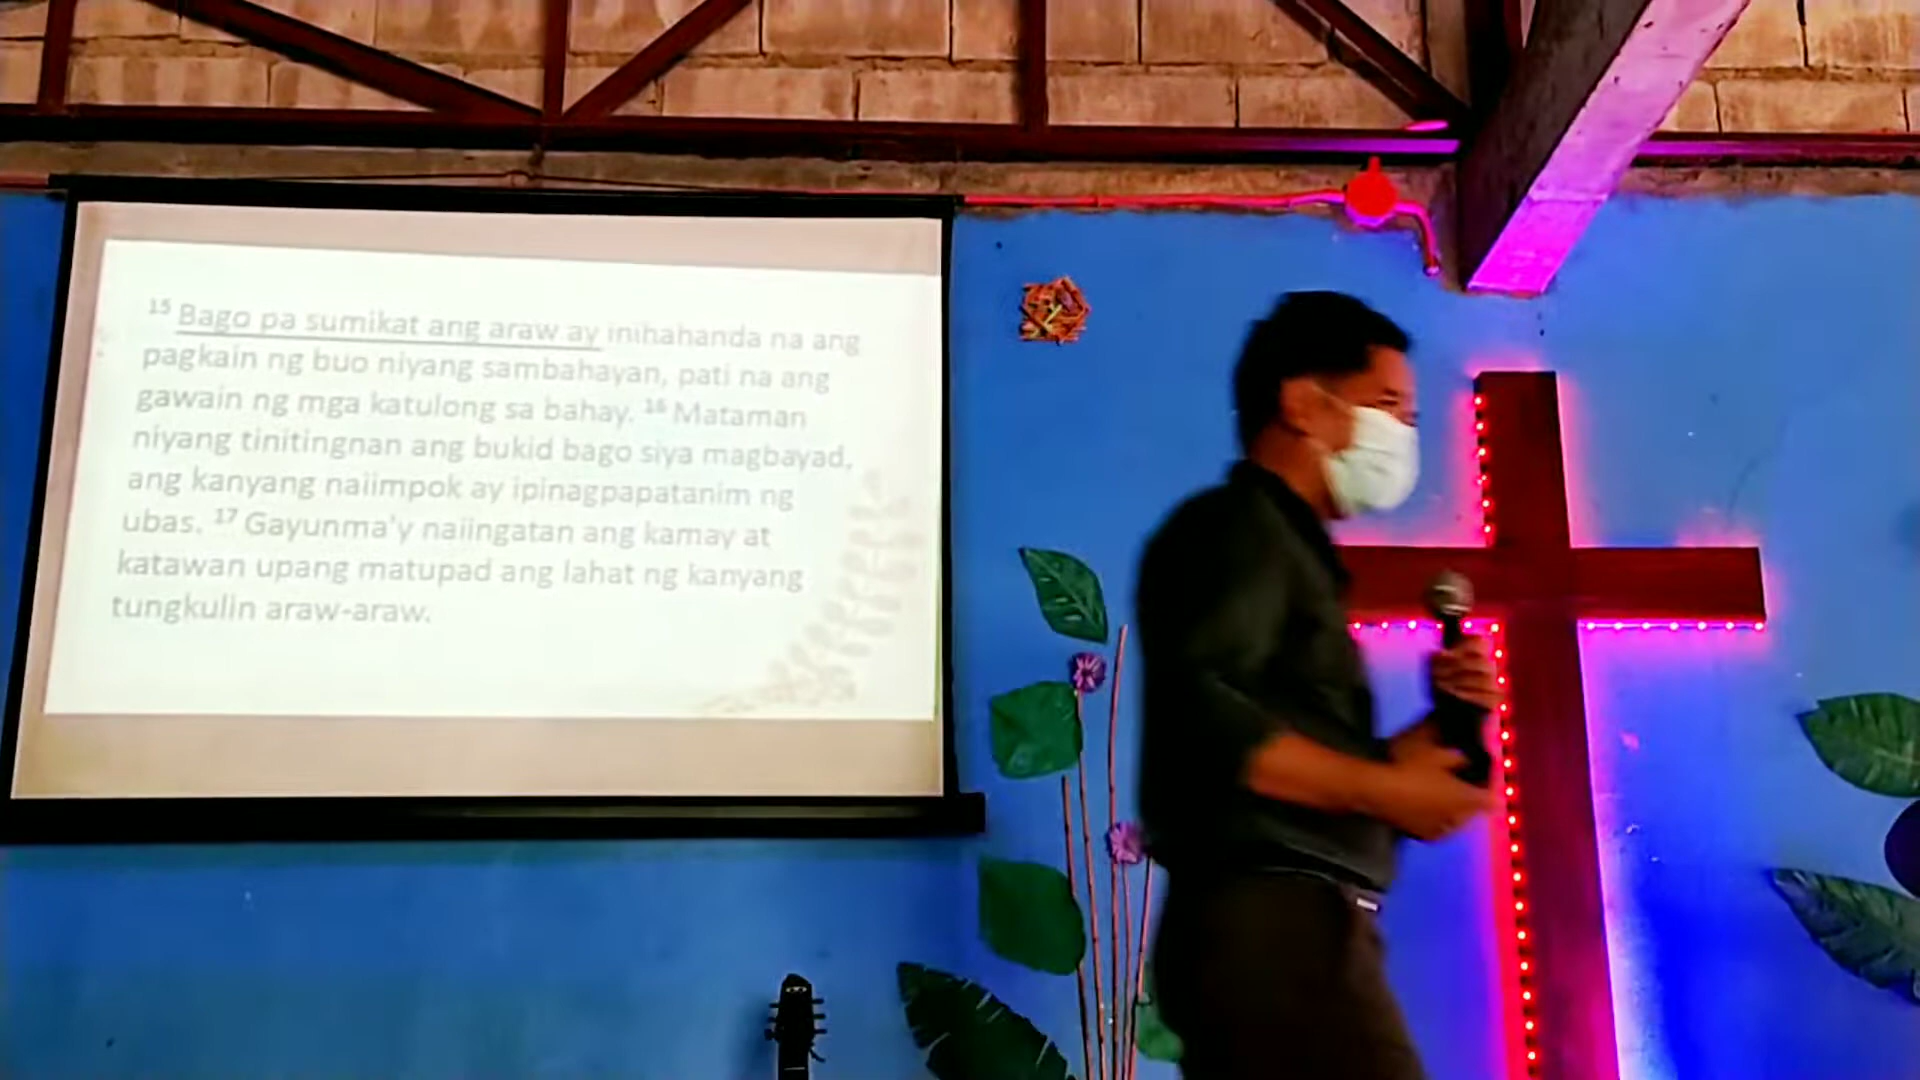 15 Bago pa sumikat ang araw ay inihahanda na ang
pagkain ng buo niyang sambahayan, pati na ang
gawain ng mga katulong sa bahay. 16 Mataman
niyang tinitingnan ang bukid bago siya magbayad,
ang kanyang naiimpok ay ipinagpapatanim ng
ubas. 17 Gayunma'y naiingatan ang kamay at
katawan upang matupad ang lahat ng kanyang
tungkulin araw-araw.